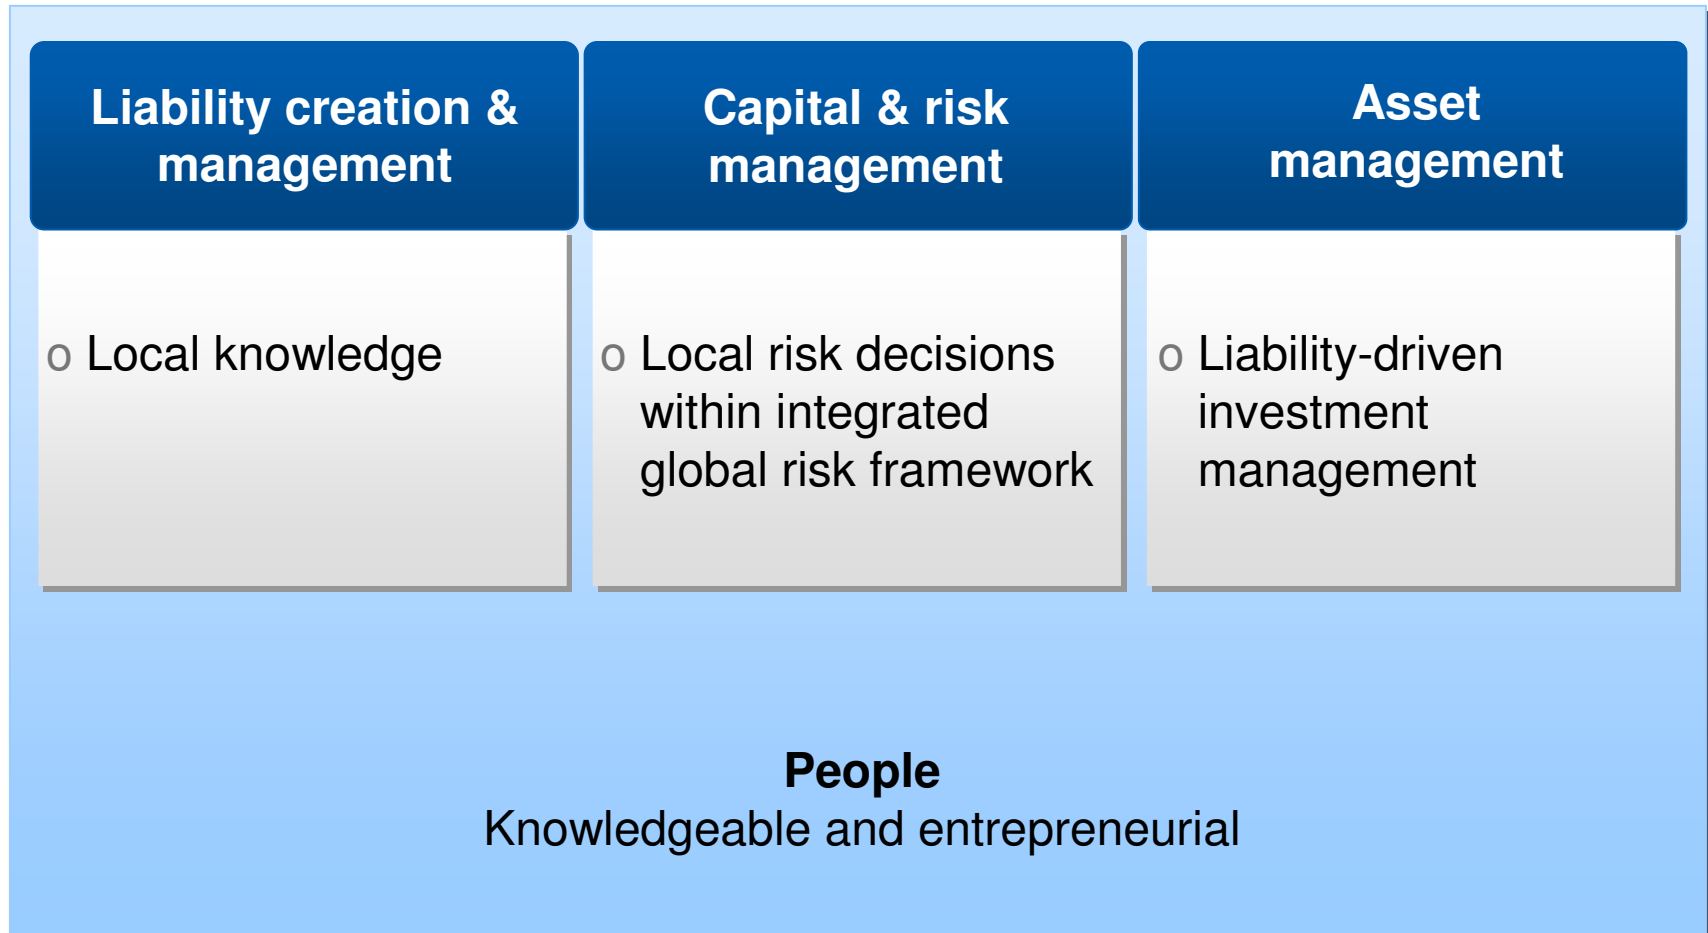 Liability creation &
management
Capital & risk
management
Asset
management
o Local knowledge
o Local risk decisions
within integrated
global risk framework
o Liability-driven
investment
management
People
Knowledgeable and entrepreneurial